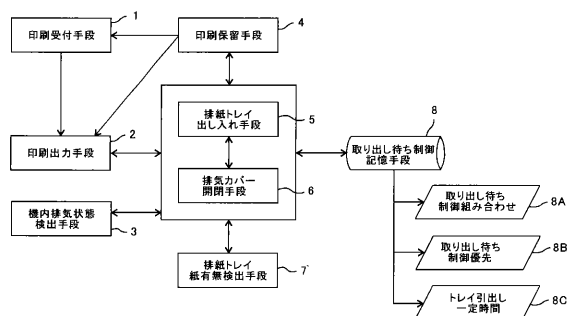 1
印刷受付手段
4
印刷保留手段
2
印刷出力手段
排紙トレイ
出し入れ手段
5
排気カバー
開閉手段
6
8
取り出し待ち制御
記憶手段
機内排気状態
検出手段
3
取り出し待ち
制御組み合わせ
8A
排紙トレイ
紙有無検出手段
7
取り出し待ち
制御優先
8B
トレイ引出し
一定時間
8C